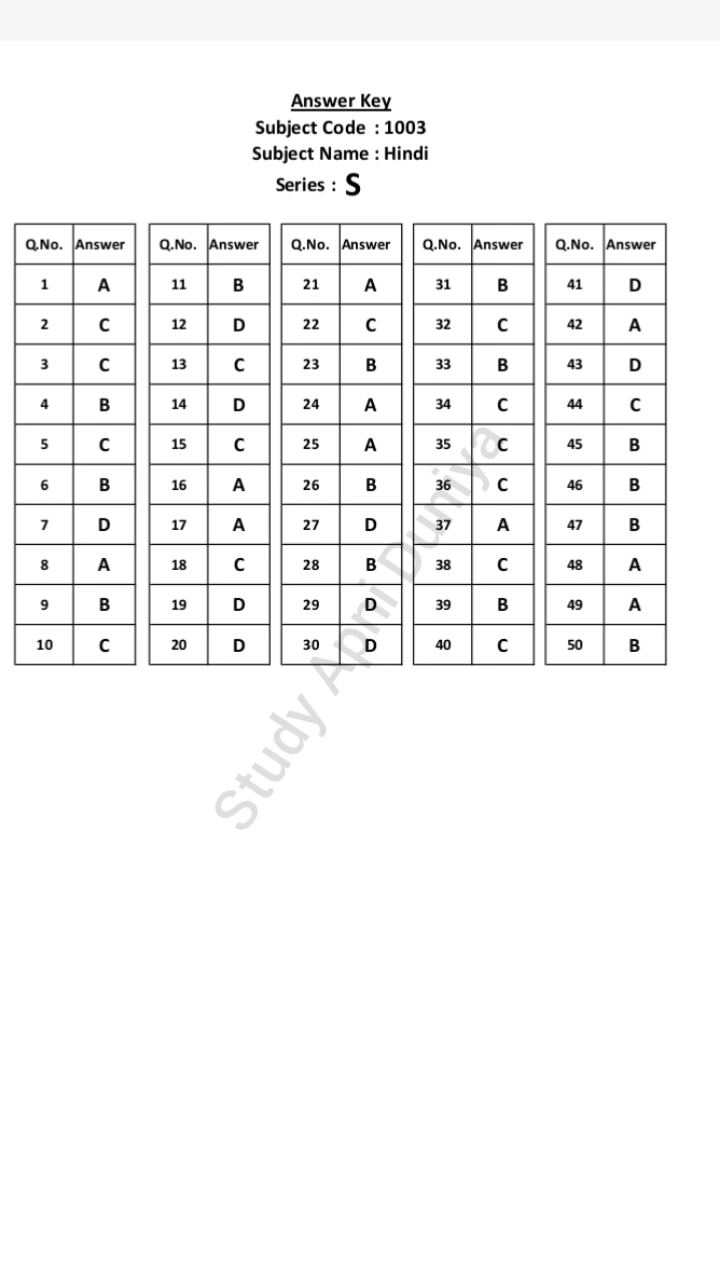 Answer Key
Subject Code : 1003
Subject Name : Hindi
Series : S
Q.No. Answer Q.No. Answer Q.No. Answer Q.No. Answer Q.No. Answer
1 A 11 B 21 A 31 B 41 D
2 C 12 D 22 C 32 C 42 A
3 C 13 C 23 B 33 B 43 D
4 B 14 D 24 A 34 C 44 C
5 C 15 C 25 A 35 C 45 B
6 B 16 A 26 B 36 C 46 B
7 D 17 A 27 D 37 A 47 B
8 A 18 C 28 B 38 C 48 A
9 B 19 D 29 D 39 B 49 A
10 C 20 D 30 D 40 C 50 B
Study Apni Duniya